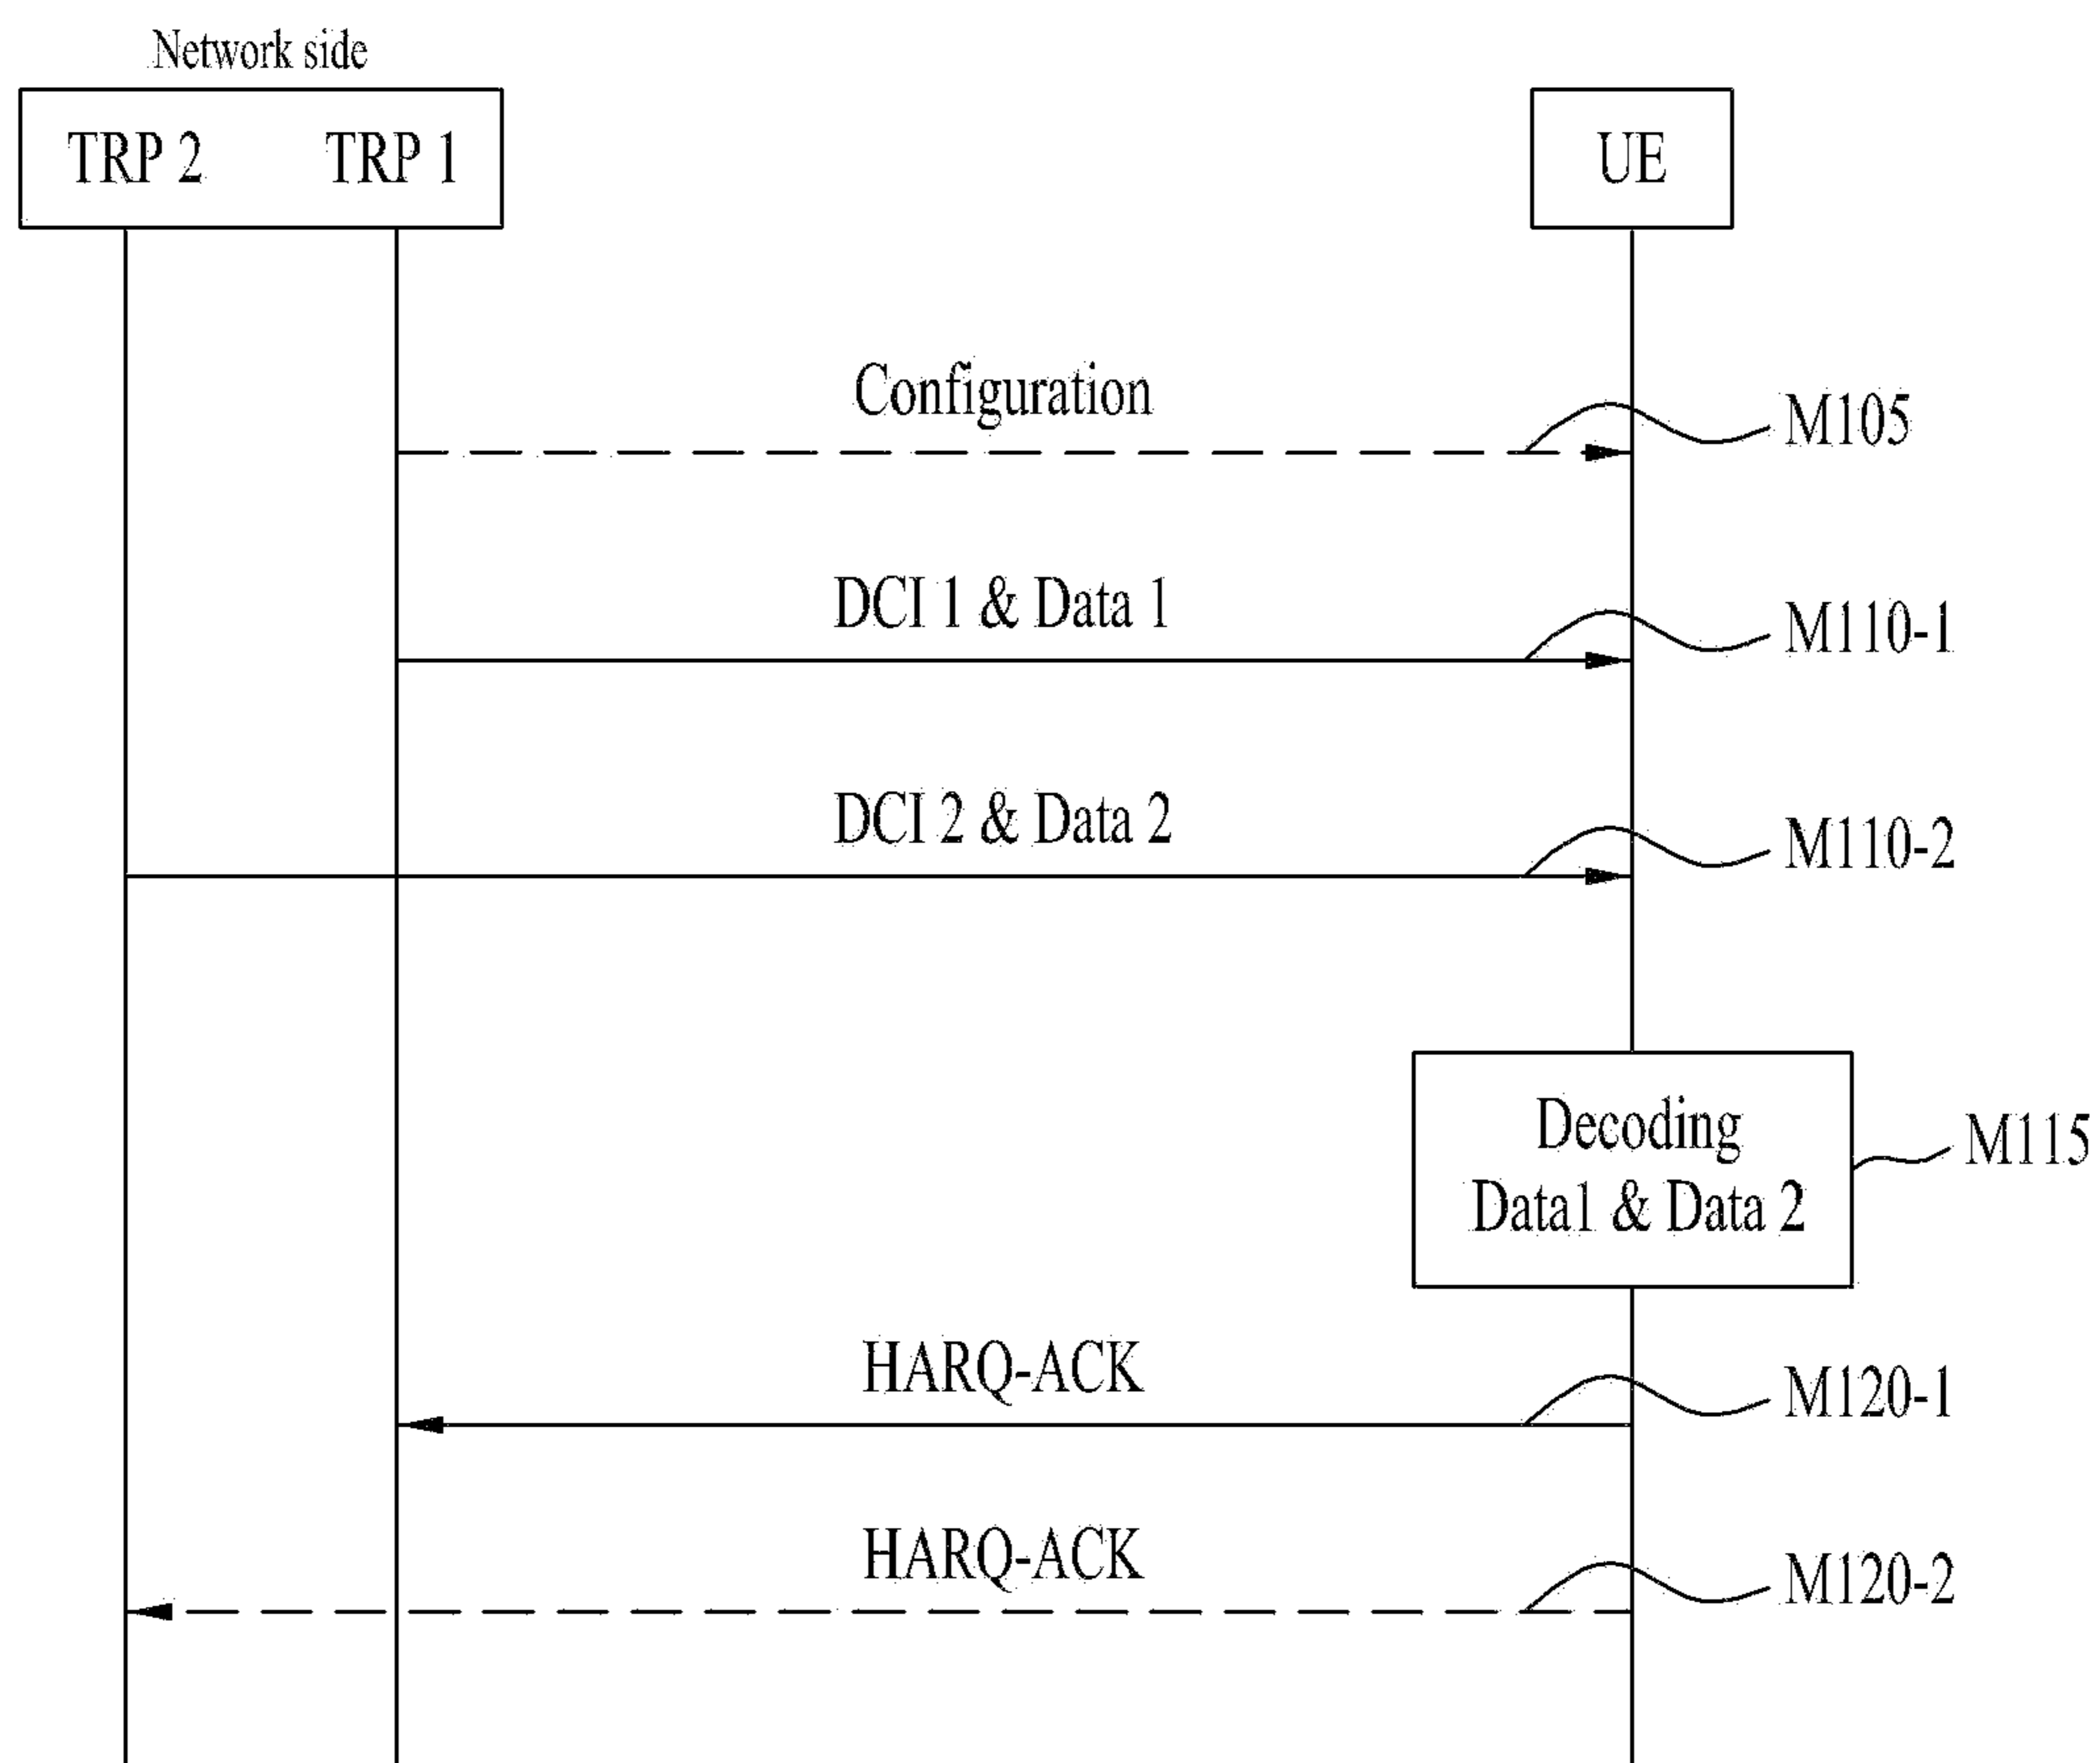 Network side
TRP 2
TRP 1
UE
Configuration
M105
DCI 1 & Data 1
M110-1
DCI 2 & Data 2
M110-2
Decoding
Data1 & Data 2
M115
HARQ-ACK
M120-1
HARQ-ACK
M120-2